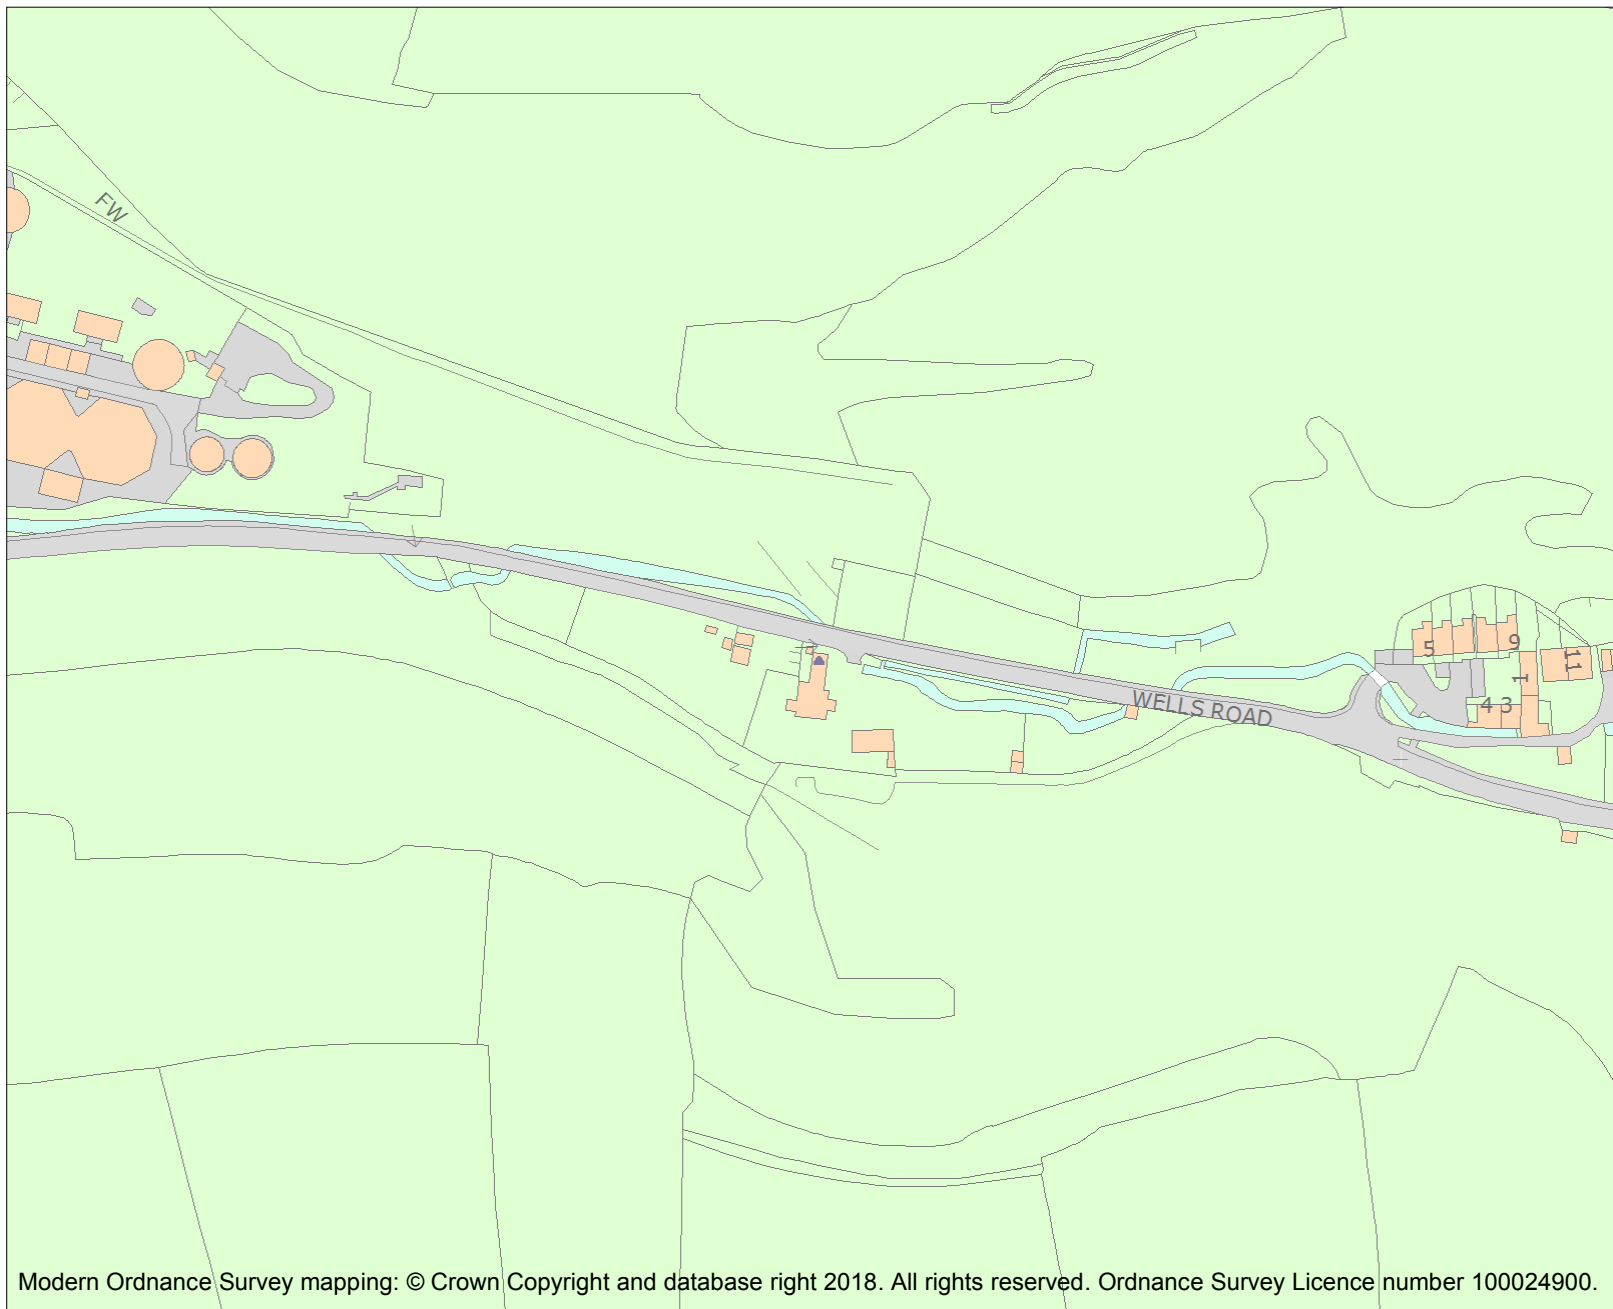 FW
5
9
11
1
4 3
WELLS ROAD
Modern Ordnance Survey mapping: © Crown Copyright and database right 2018. All rights reserved. Ordnance Survey Licence number 100024900.